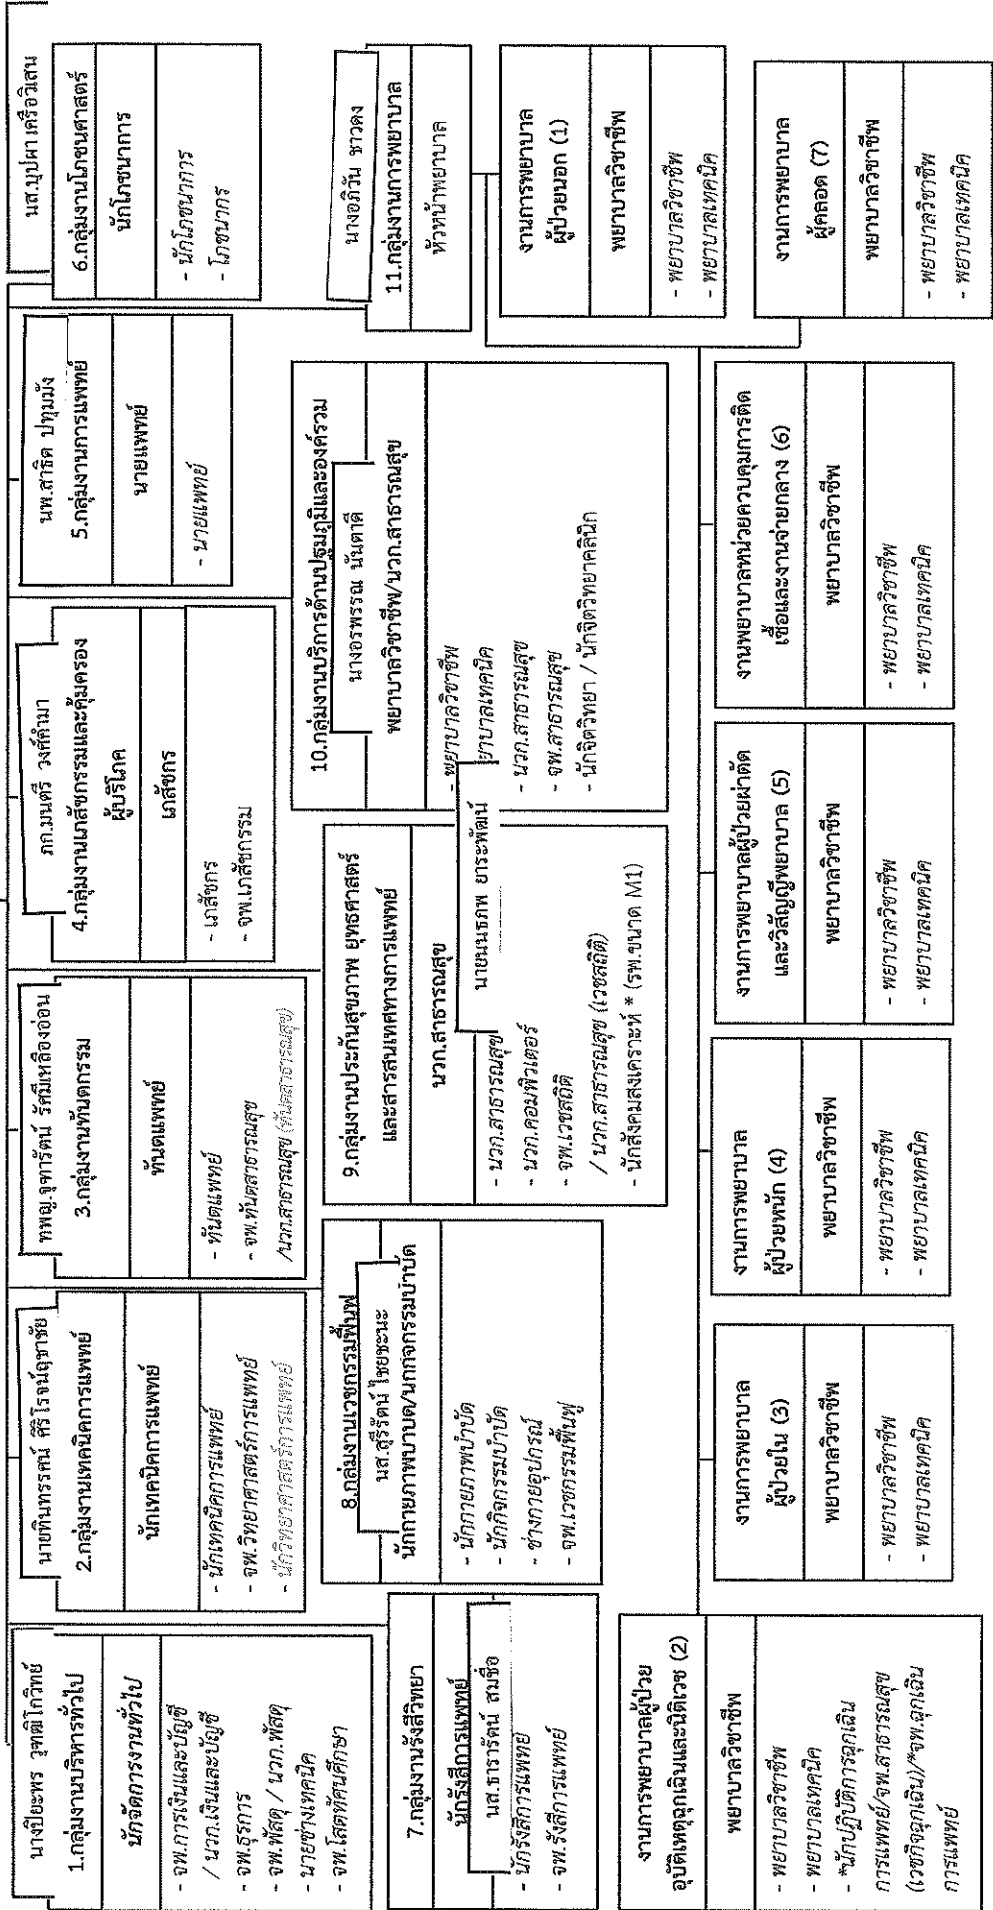 นางปิยะพร วุฑฒิโกวิทย์
1.กลุ่มงานบริหารทั่วไป
นักจัดการงานทั่วไป
- จพ.การเงินและบัญชี
/ นวก.เงินและบัญชี
- จพ.ธุรการ
- จพ.พัสดุ / นวก.พัสดุ
- นายช่างเทคนิค
- จพ.โสตทัศนศึกษา
นายทินทรรศน์ ศิริโรจน์ฤชาชัย
2.กลุ่มงานเทคนิคการแพทย์
นักเทคนิคการแพทย์
- นักเทคนิคการแพทย์
- จพ.วิทยาศาสตร์การแพทย์
- นักวิทยาศาสตร์การแพทย์
ทพญ.จุฑารัตน์ รัศมีเหลืองอ่อน
3.กลุ่มงานทันตกรรม
ทันตแพทย์
- ทันตแพทย์
- จพ.ทันตสาธารณสุข
/นวก.สาธารณสุข (ทันตสาธารณสุข)
ภก.มนตรี วงศ์คำมา
4.กลุ่มงานเภสัชกรรมและคุ้มครอง
ผู้บริโภค
เภสัชกร
- เภสัชกร
- จพ.เภสัชกรรม
นพ.สาธิต ปทุมมัง
5.กลุ่มงานการแพทย์
นายแพทย์
- นายแพทย์
นส.บุปผา เครือวิเสน
6.กลุ่มงานโภชนศาสตร์
นักโภชนาการ
- นักโภชนาการ
- โภชนากร
7.กลุ่มงานรังสีวิทยา
นักรังสีการแพทย์
นส.ธารารัตน์ สมชื่อ
- นักรังสีการแพทย์
- จพ.รังสีการแพทย์
8.กลุ่มงานเวชกรรมฟื้นฟู
นส.สุรีรัตน์ ไชยชะนะ
นักกายภาพบำบัด/นักกิจกรรมบำบัด
- นักกายภาพบำบัด
- นักกิจกรรมบำบัด
- ช่างกายอุปกรณ์
- จพ.เวชกรรมฟื้นฟู
9.กลุ่มงานประกันสุขภาพ ยุทธศาสตร์
และสารสนเทศทางการแพทย์
นวก.สาธารณสุข
นายนนธภพ ยาระพัฒน์
- นวก.สาธารณสุข
- นวก.คอมพิวเตอร์
- จพ.เวชสถิติ
/ นวก.สาธารณสุข (เวชสถิติ)
- นักสังคมสงเคราะห์ * (รพ.ขนาด M1)
10.กลุ่มงานบริการด้านปฐมภูมิและองค์รวม
นางอรพรรณ นันตาดี
พยาบาลวิชาชีพ/นวก.สาธารณสุข
- พยาบาลวิชาชีพ
ยาบาลเทคนิค
- นวก.สาธารณสุข
- จพ.สาธารณสุข
- นักจิตวิทยา / นักจิตวิทยาคลินิก
นางอภิวัน ชาวดง
11.กลุ่มงานการพยาบาล
หัวหน้าพยาบาล
งานการพยาบาล
ผู้ป่วยนอก (1)
พยาบาลวิชาชีพ
- พยาบาลวิชาชีพ
- พยาบาลเทคนิค
งานการพยาบาลผู้ป่วย
อุบัติเหตุฉุกเฉินและนิติเวช (2)
พยาบาลวิชาชีพ
- พยาบาลวิชาชีพ
- พยาบาลเทคนิค
- *นักปฏิบัติการฉุกเฉิน
การแพทย์/จพ.สาธารณสุข
(เวชกิจฉุกเฉิน)/*จพ.ฉุกเฉิน
การแพทย์
งานการพยาบาล
ผู้ป่วยใน (3)
พยาบาลวิชาชีพ
- พยาบาลวิชาชีพ
- พยาบาลเทคนิค
งานการพยาบาล
ผู้ป่วยหนัก (4)
พยาบาลวิชาชีพ
- พยาบาลวิชาชีพ
- พยาบาลเทคนิค
งานการพยาบาลผู้ป่วยผ่าตัด
และวิสัญญีพยาบาล (5)
พยาบาลวิชาชีพ
- พยาบาลวิชาชีพ
- พยาบาลเทคนิค
งานพยาบาลหน่วยควบคุมการติด
เชื้อและงานจ่ายกลาง (6)
พยาบาลวิชาชีพ
- พยาบาลวิชาชีพ
- พยาบาลเทคนิค
งานการพยาบาล
ผู้คลอด (7)
พยาบาลวิชาชีพ
- พยาบาลวิชาชีพ
- พยาบาลเทคนิค